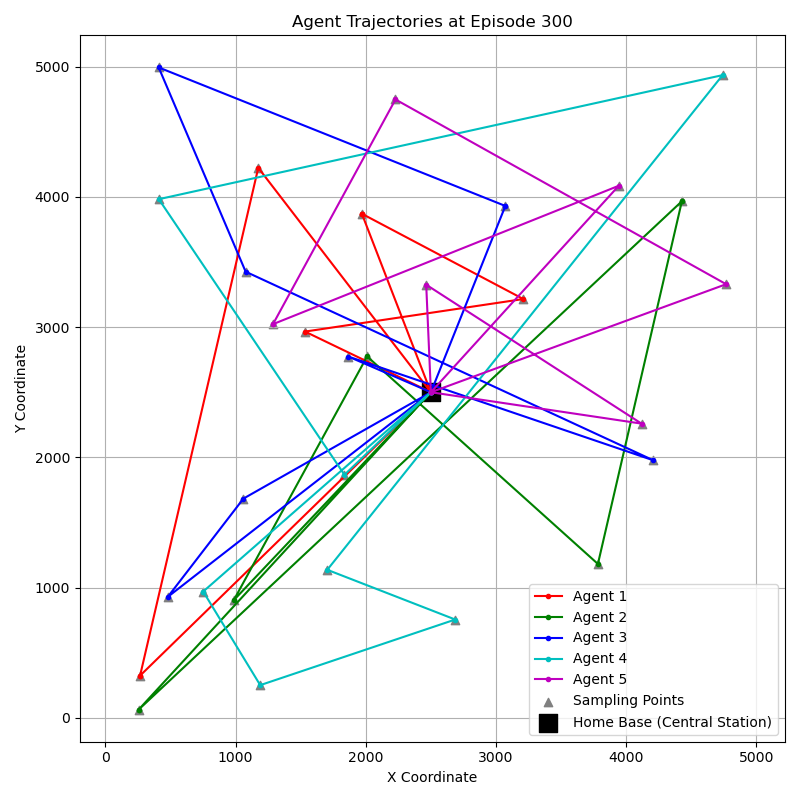 Agent Trajectories at Episode 300
5000
4000
3000
2000
1000
0
Y Coordinate
0 1000 2000 3000 4000 5000
X Coordinate
Agent 1
Agent 2
Agent 3
Agent 4
Agent 5
Sampling Points
Home Base (Central Station)